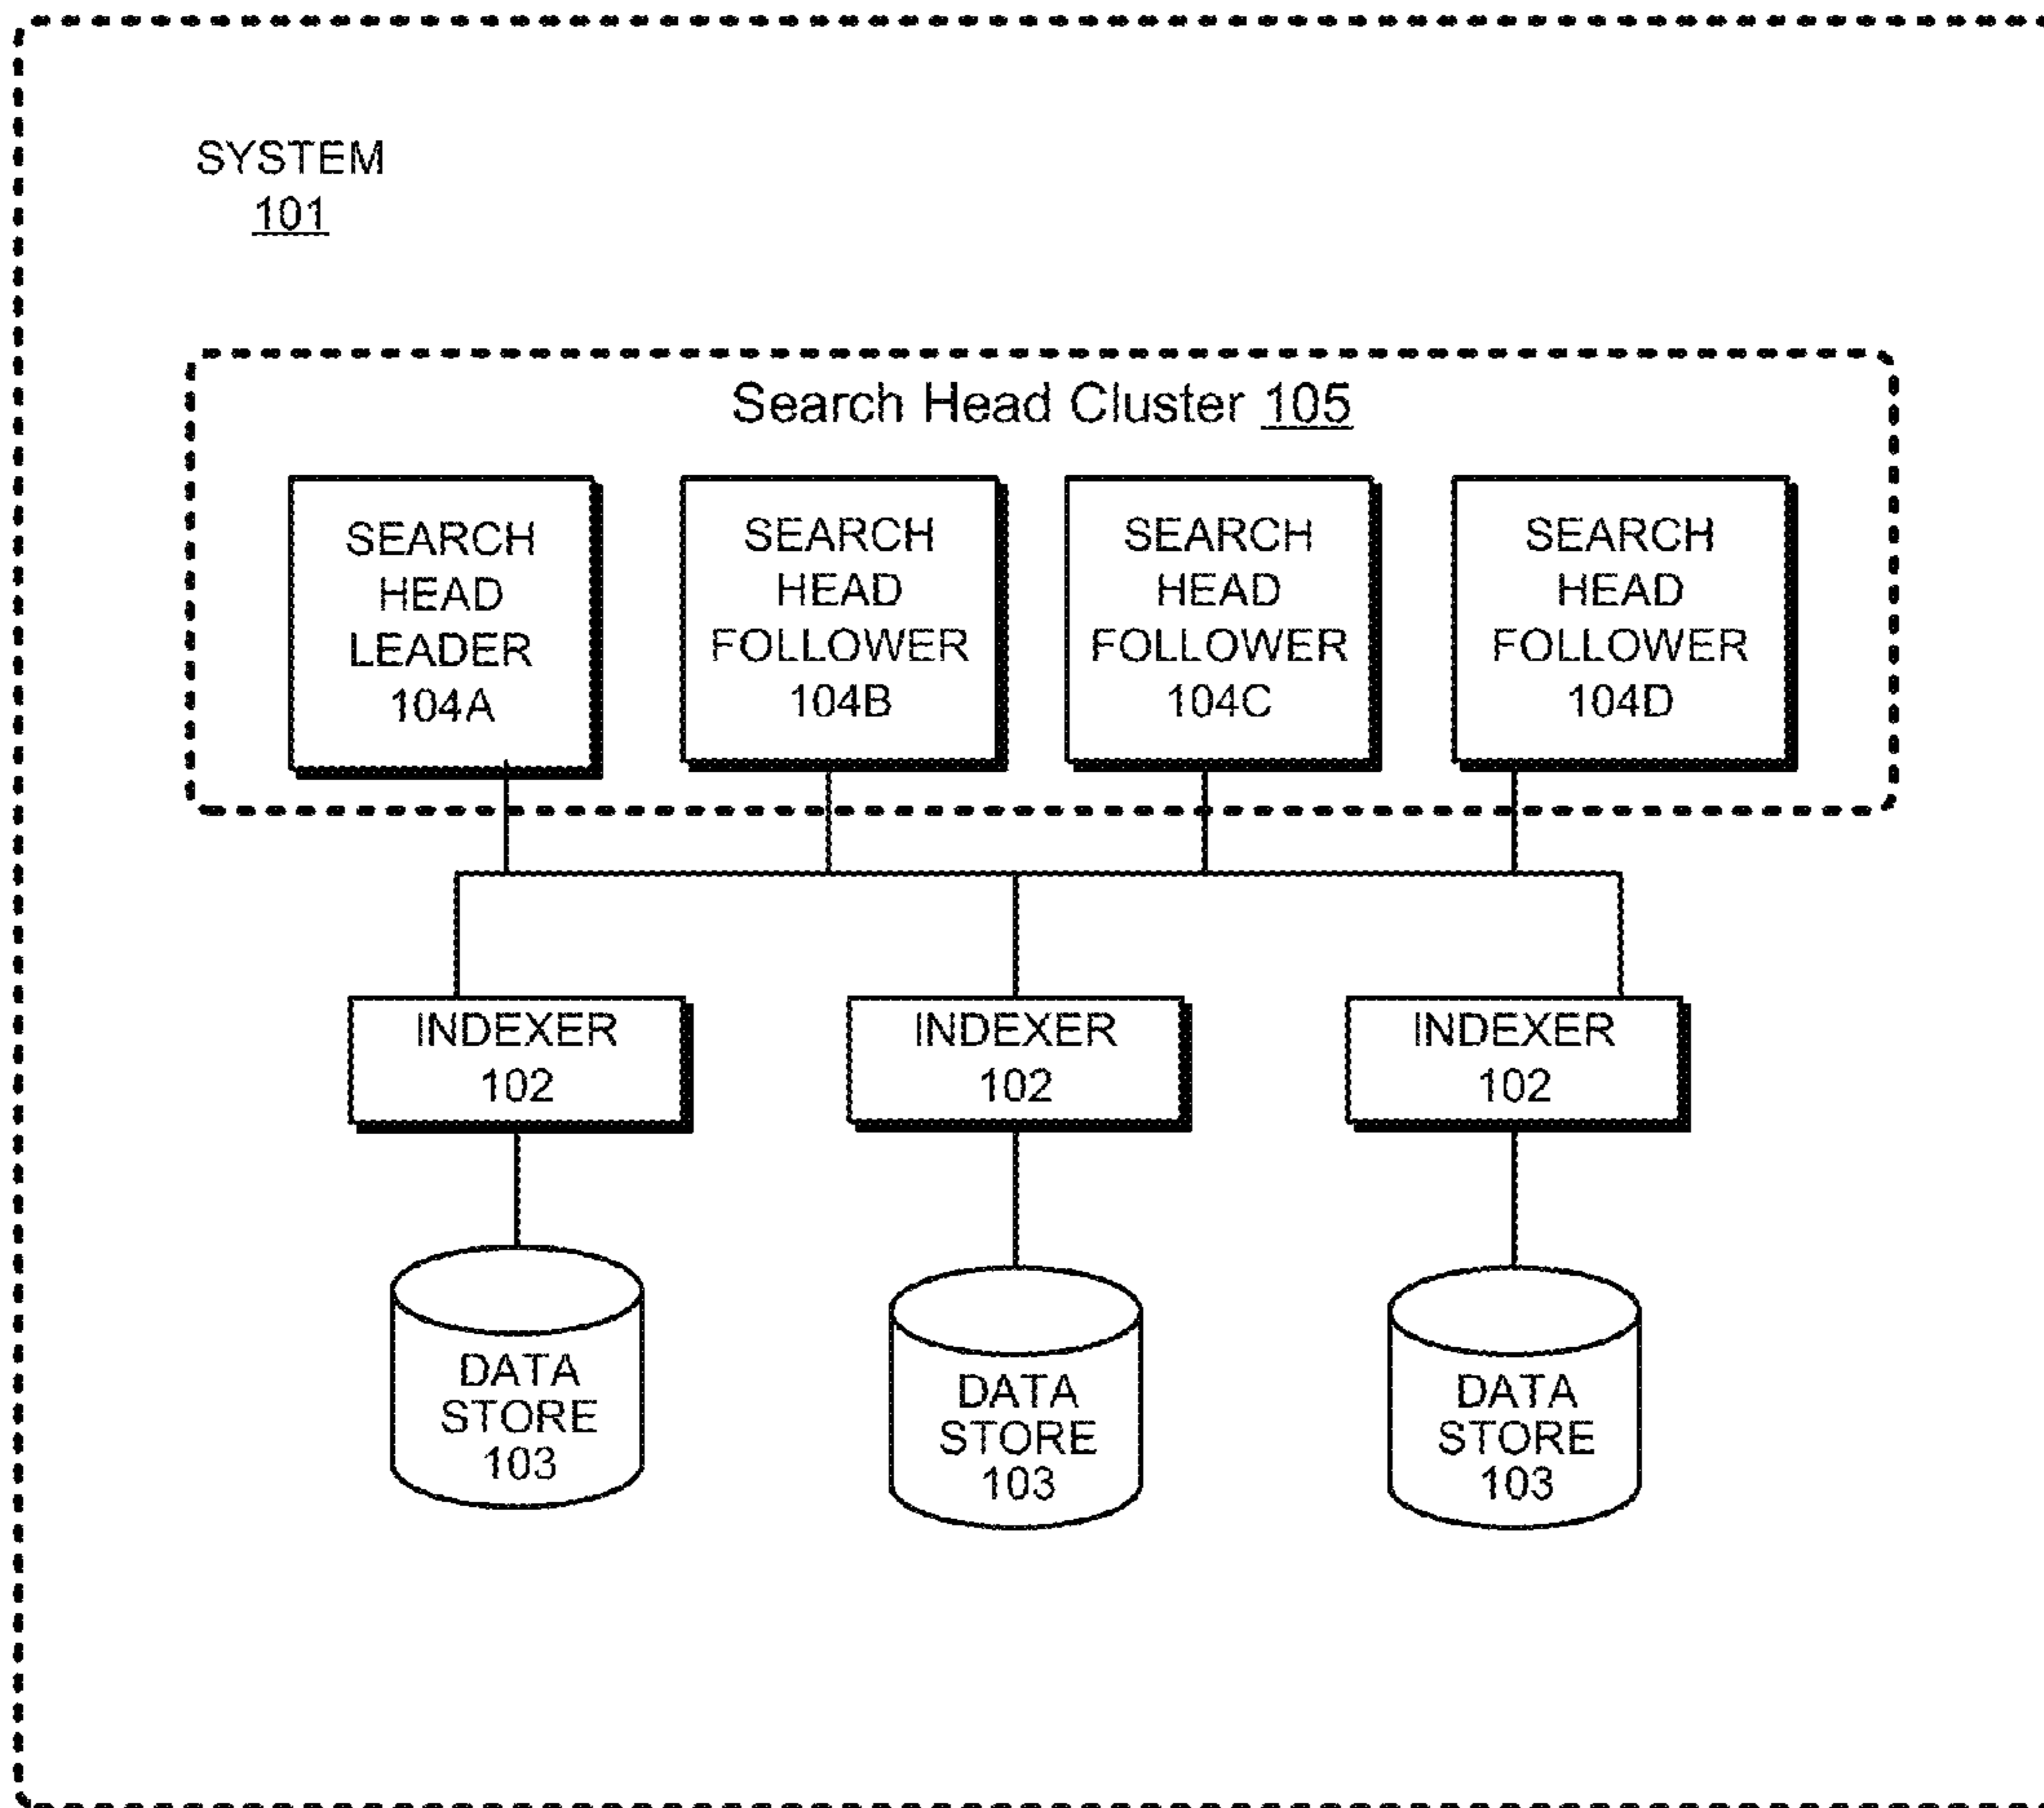 SYSTEM
101
Search Head Cluster 105
SEARCH
HEAD
LEADER
104A
SEARCH
HEAD
FOLLOWER
104B
SEARCH
HEAD
FOLLOWER
104C
SEARCH
HEAD
FOLLOWER
104D
INDEXER
102
INDEXER
102
INDEXER
102
DATA
STORE
103
DATA
STORE
103
DATA
STORE
103